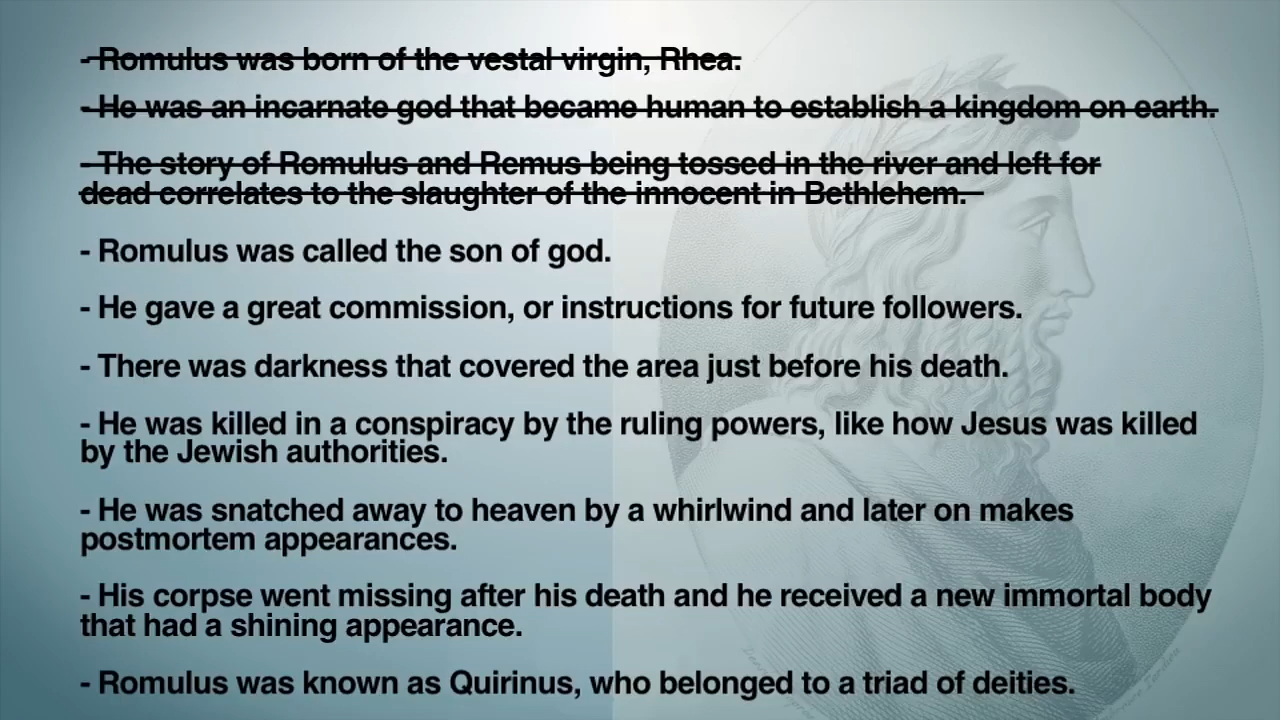 - Romulus was born of the vestal virgin, Rhea.
- He was an incarnate god that became human to establish a kingdom on earth.
- The story of Romulus and Remus being tossed in the river and left for
dead correlates to the slaughter of the innocent in Bethlehem.
- Romulus was called the son of god.
- He gave a great commission, or instructions for future followers.
- There was darkness that covered the area just before his death.
- He was killed in a conspiracy by the ruling powers, like how Jesus was killed
by the Jewish authorities.
- He was snatched away to heaven by a whirlwind and later on makes
postmortem appearances.
- His corpse went missing after his death and he received a new immortal body
that had a shining appearance.
- Romulus was known as Quirinus, who belonged to a triad of deities.